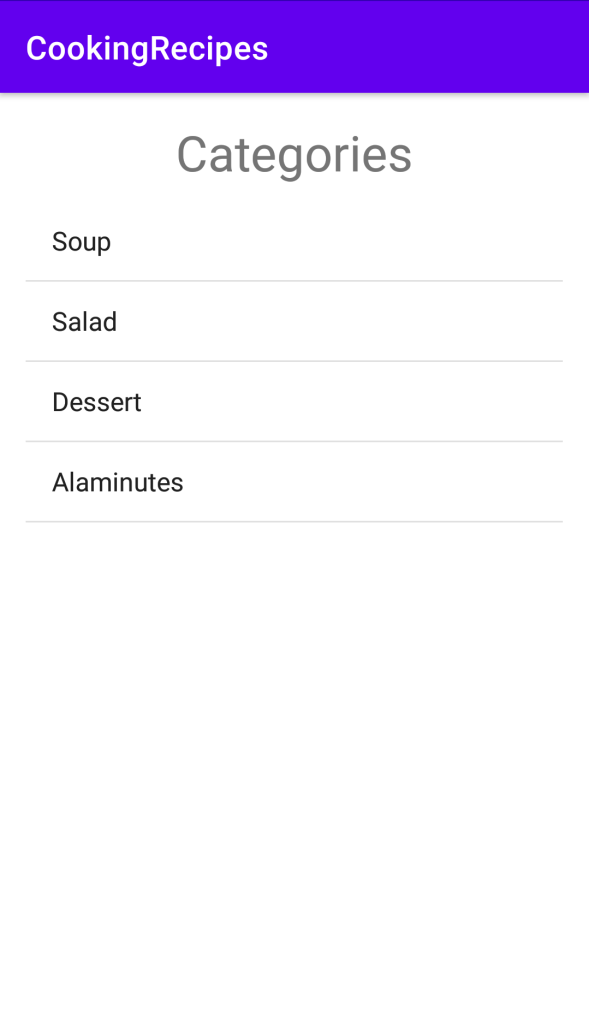 CookingRecipes
Categories
Soup
Salad
Dessert
Alaminutes